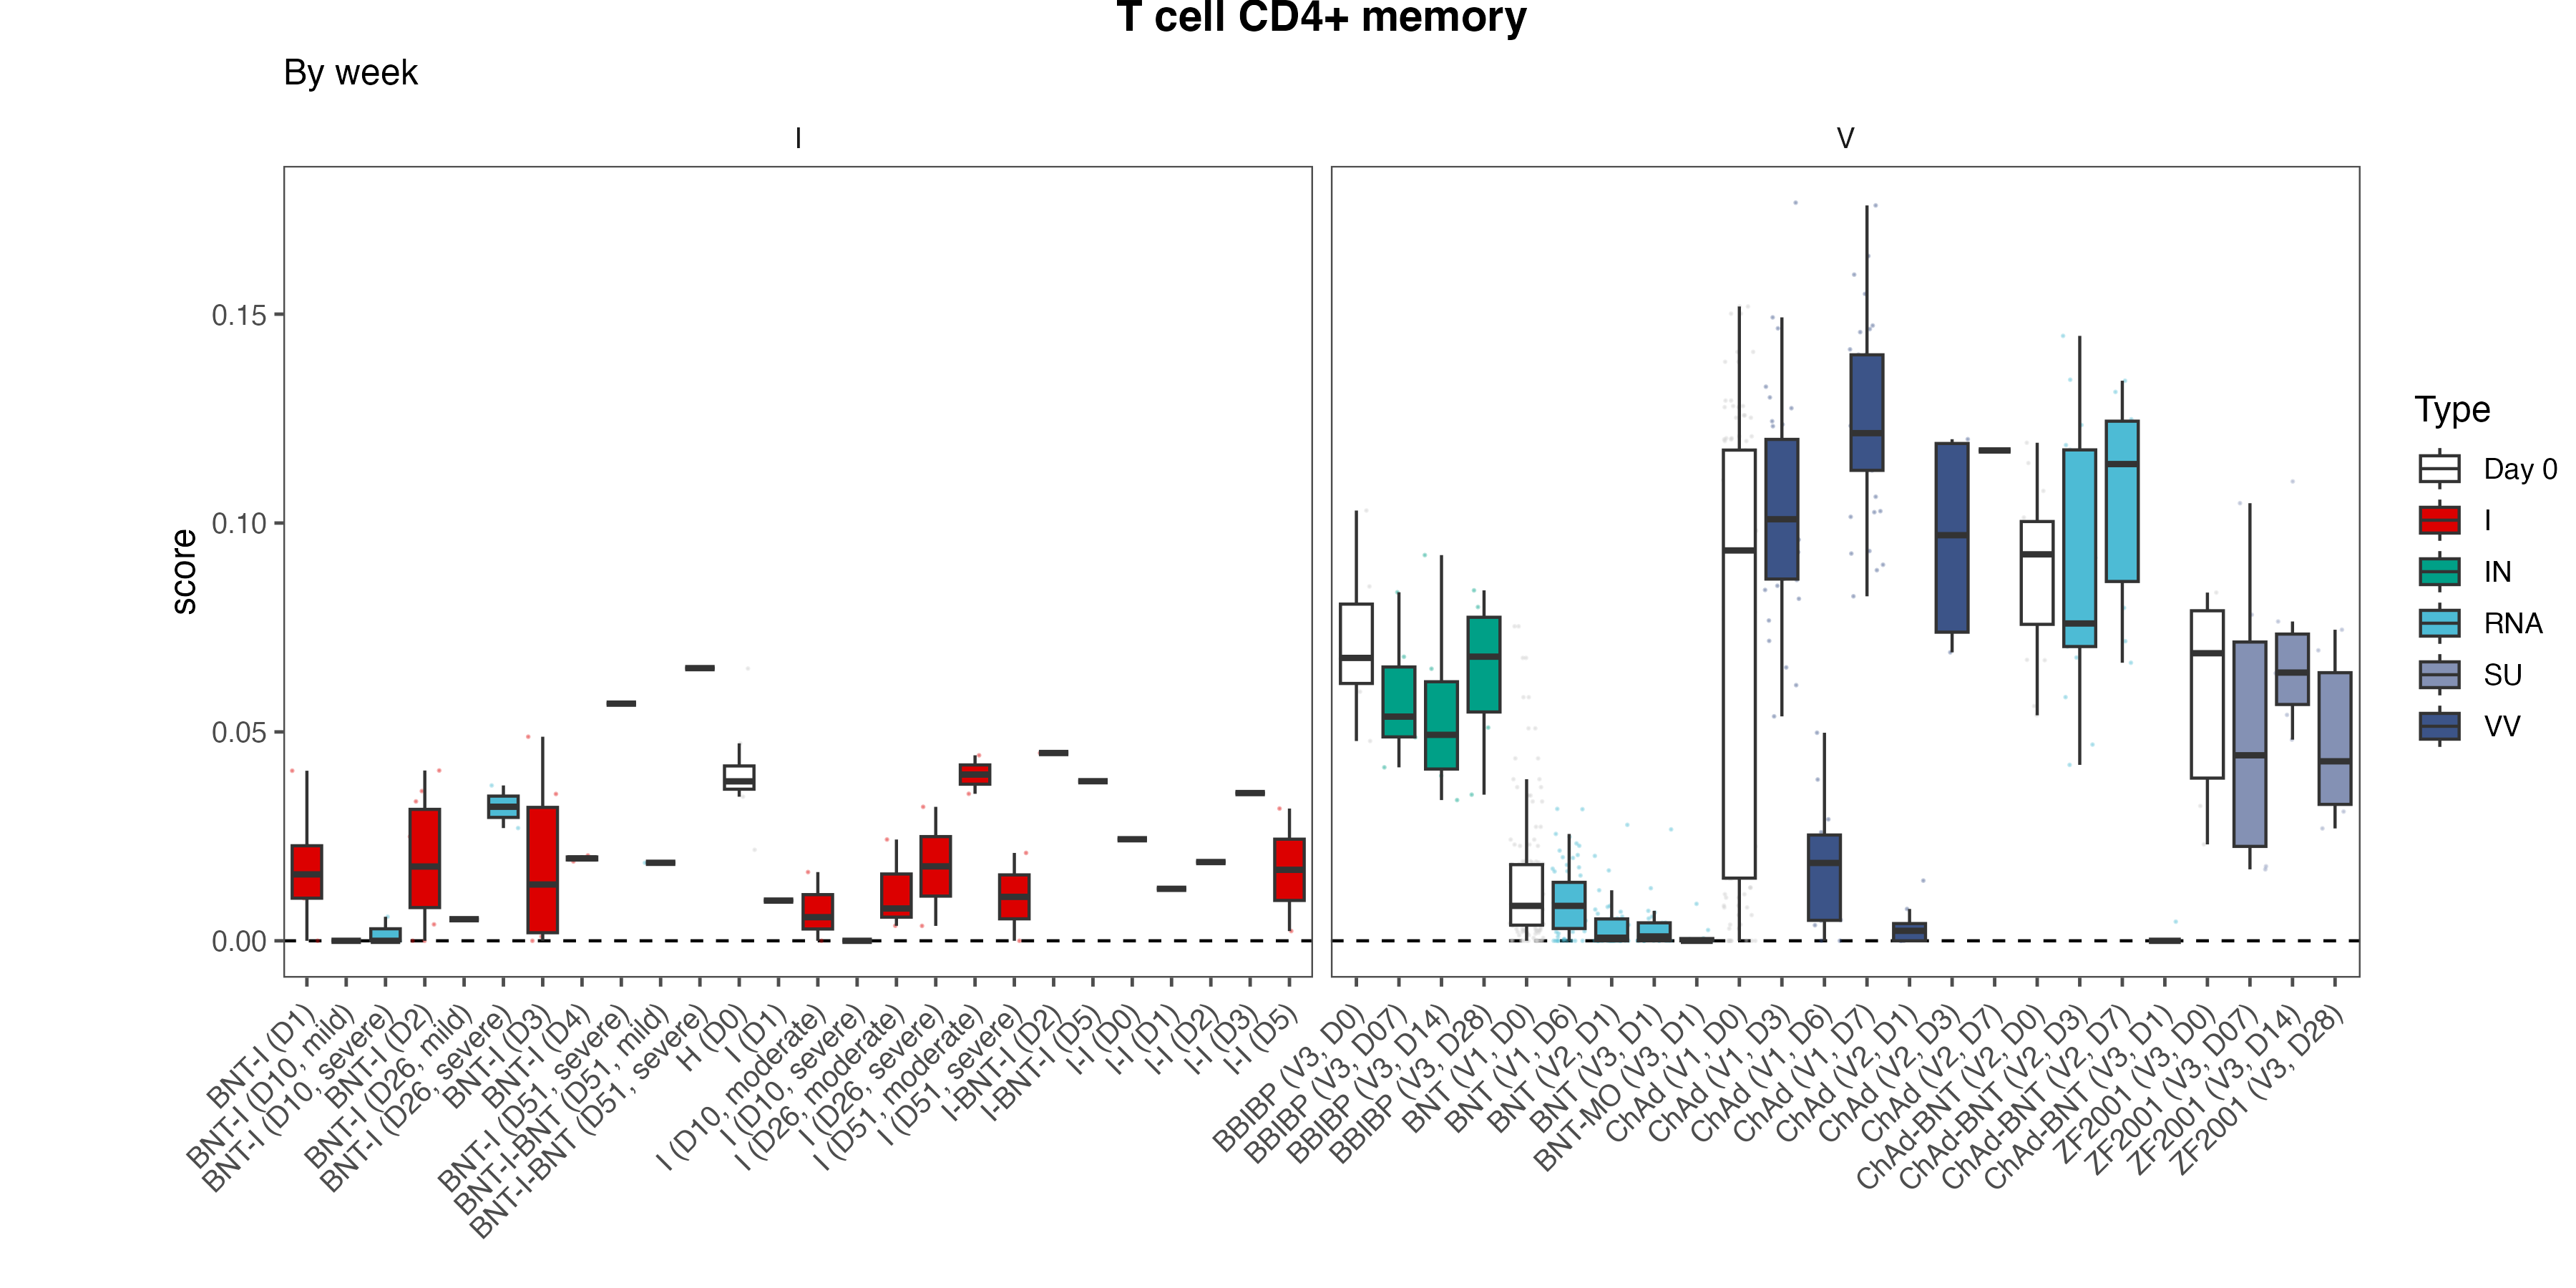 T cell CD4+ memory
By week
I
V
score
0.15
0.10
0.05
0.00
BNT-I (D1)
BNT-I (D10, mild)
BNT-I (D10, severe)
BNT-I (D2)
BNT-I (D26, mild)
BNT-I (D26, severe)
BNT-I (D3)
BNT-I (D4)
BNT-I (D51, severe)
BNT-I-BNT (D51, mild)
BNT-I-BNT (D51, severe)
H (D0)
I (D1)
I (D10, moderate)
I (D10, severe)
I (D26, moderate)
I (D26, severe)
I (D51, moderate)
I (D51, severe)
I-BNT-I (D2)
I-BNT-I (D5)
I-I (D0)
I-I (D1)
I-I (D2)
I-I (D3)
I-I (D5)
BBIBP (V3, D0)
BBIBP (V3, D07)
BBIBP (V3, D14)
BBIBP (V3, D28)
BNT (V1, D0)
BNT (V1, D6)
BNT (V2, D1)
BNT (V3, D1)
BNT-MO (V3, D1)
ChAd (V1, D0)
ChAd (V1, D3)
ChAd (V1, D6)
ChAd (V1, D7)
ChAd (V2, D1)
ChAd (V2, D3)
ChAd (V2, D7)
ChAd-BNT (V2, D0)
ChAd-BNT (V2, D3)
ChAd-BNT (V2, D7)
ChAd-BNT (V3, D1)
ZF2001 (V3, D0)
ZF2001 (V3, D07)
ZF2001 (V3, D14)
ZF2001 (V3, D28)
Type
Day 0
I
IN
RNA
SU
VV